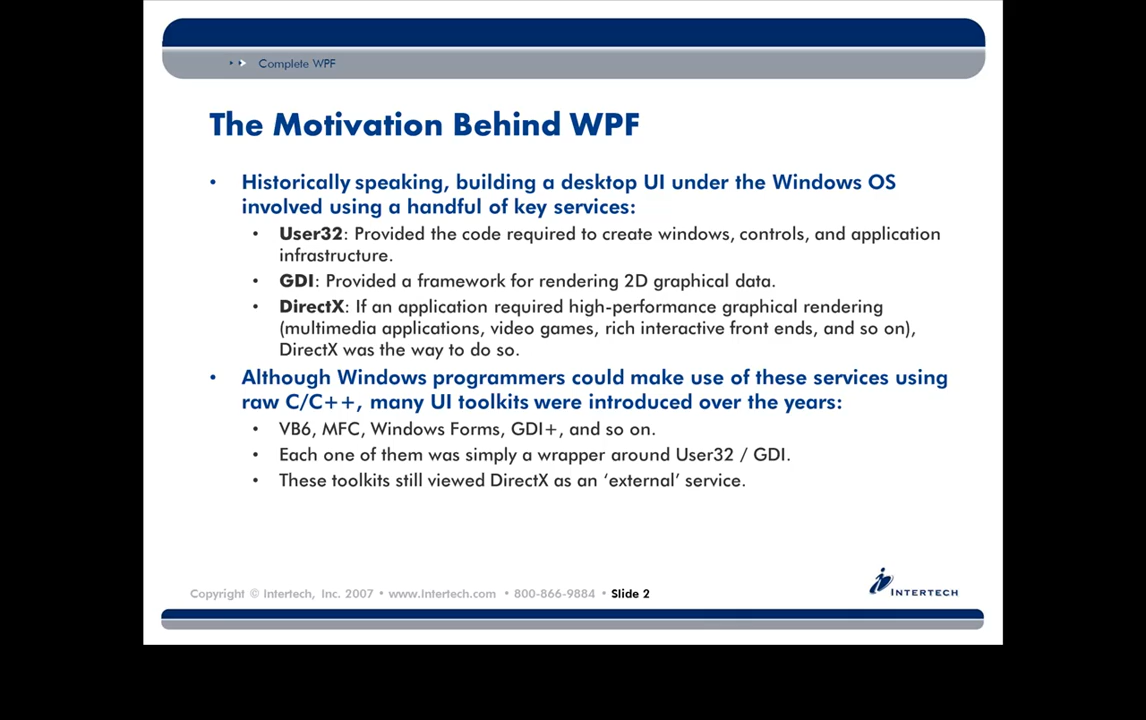 Complete WPF
The Motivation Behind WPF
• Historically speaking, building a desktop UI under the Windows OS
involved using a handful of key services:
• User32: Provided the code required to create windows, controls, and application
infrastructure.
• GDI: Provided a framework for rendering 2D graphical data.
• DirectX: If an application required high-performance graphical rendering
(multimedia applications, video games, rich interactive front ends, and so on),
DirectX was the way to do so.
• Although Windows programmers could make use of these services using
raw C/C++, many UI toolkits were introduced over the years:
• VB6, MFC, Windows Forms, GDI+, and so on.
• Each one of them was simply a wrapper around User32 / GDI.
• These toolkits still viewed DirectX as an ‘external’ service.
Copyright © Intertech, Inc. 2007 • www.Intertech.com • 800-866-9884 • Slide 2
INTERTECH